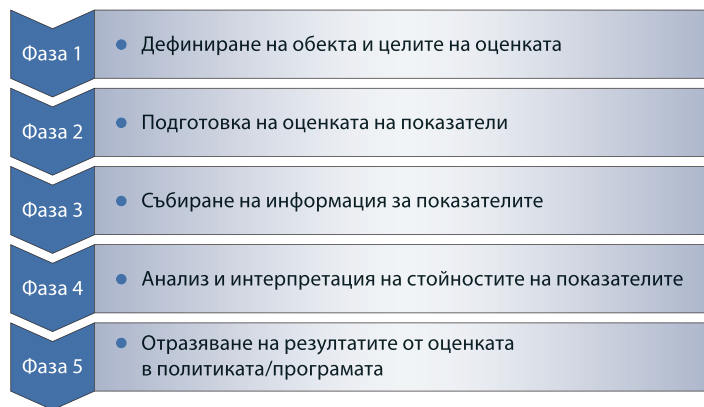 Фаза 1
Дефиниране на обекта и целите на оценката
Фаза 2
Подготовка на оценката на показатели
Фаза 3
Събиране на информация за показателите
Фаза 4
Анализ и интерпретация на стойностите на показателите
Фаза 5
Отразяване на резултатите от оценката
в политиката/програмата